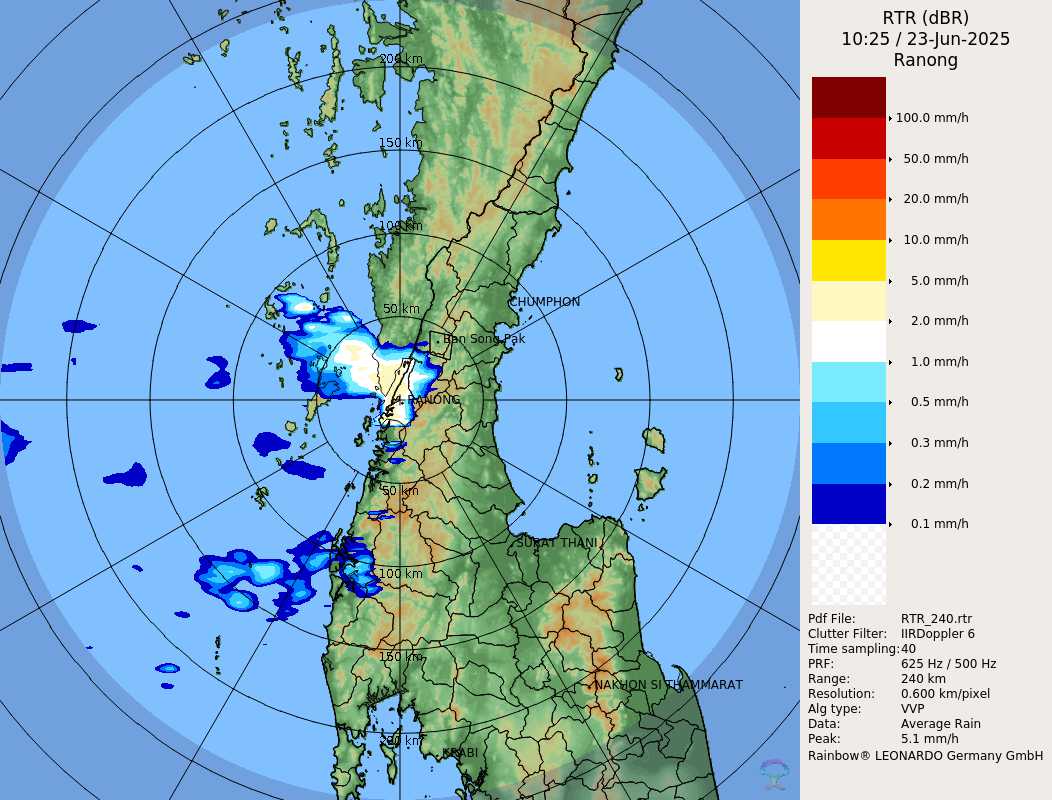 RTR (dBR)
10:25 / 23-Jun-2025
Ranong
100.0 mm/h
50.0 mm/h
20.0 mm/h
10.0 mm/h
5.0 mm/h
2.0 mm/h
1.0 mm/h
0.5 mm/h
0.3 mm/h
0.2 mm/h
0.1 mm/h
200 km
150 km
100 km
CHUMPHON
50 km
Ban Song Pak
RANONG
50 km
SURAT THANI
100 km
150 km
NAKHON SI THAMMARAT
200 km
KRABI
Pdf File: RTR_240.rtr
Clutter Filter: IIRDoppler 6
Time sampling:40
PRF: 625 Hz / 500 Hz
Range: 240 km
Resolution: 0.600 km/pixel
Alg type: VVP
Data: Average Rain
Peak: 5.1 mm/h
Rainbow® LEONARDO Germany GmbH